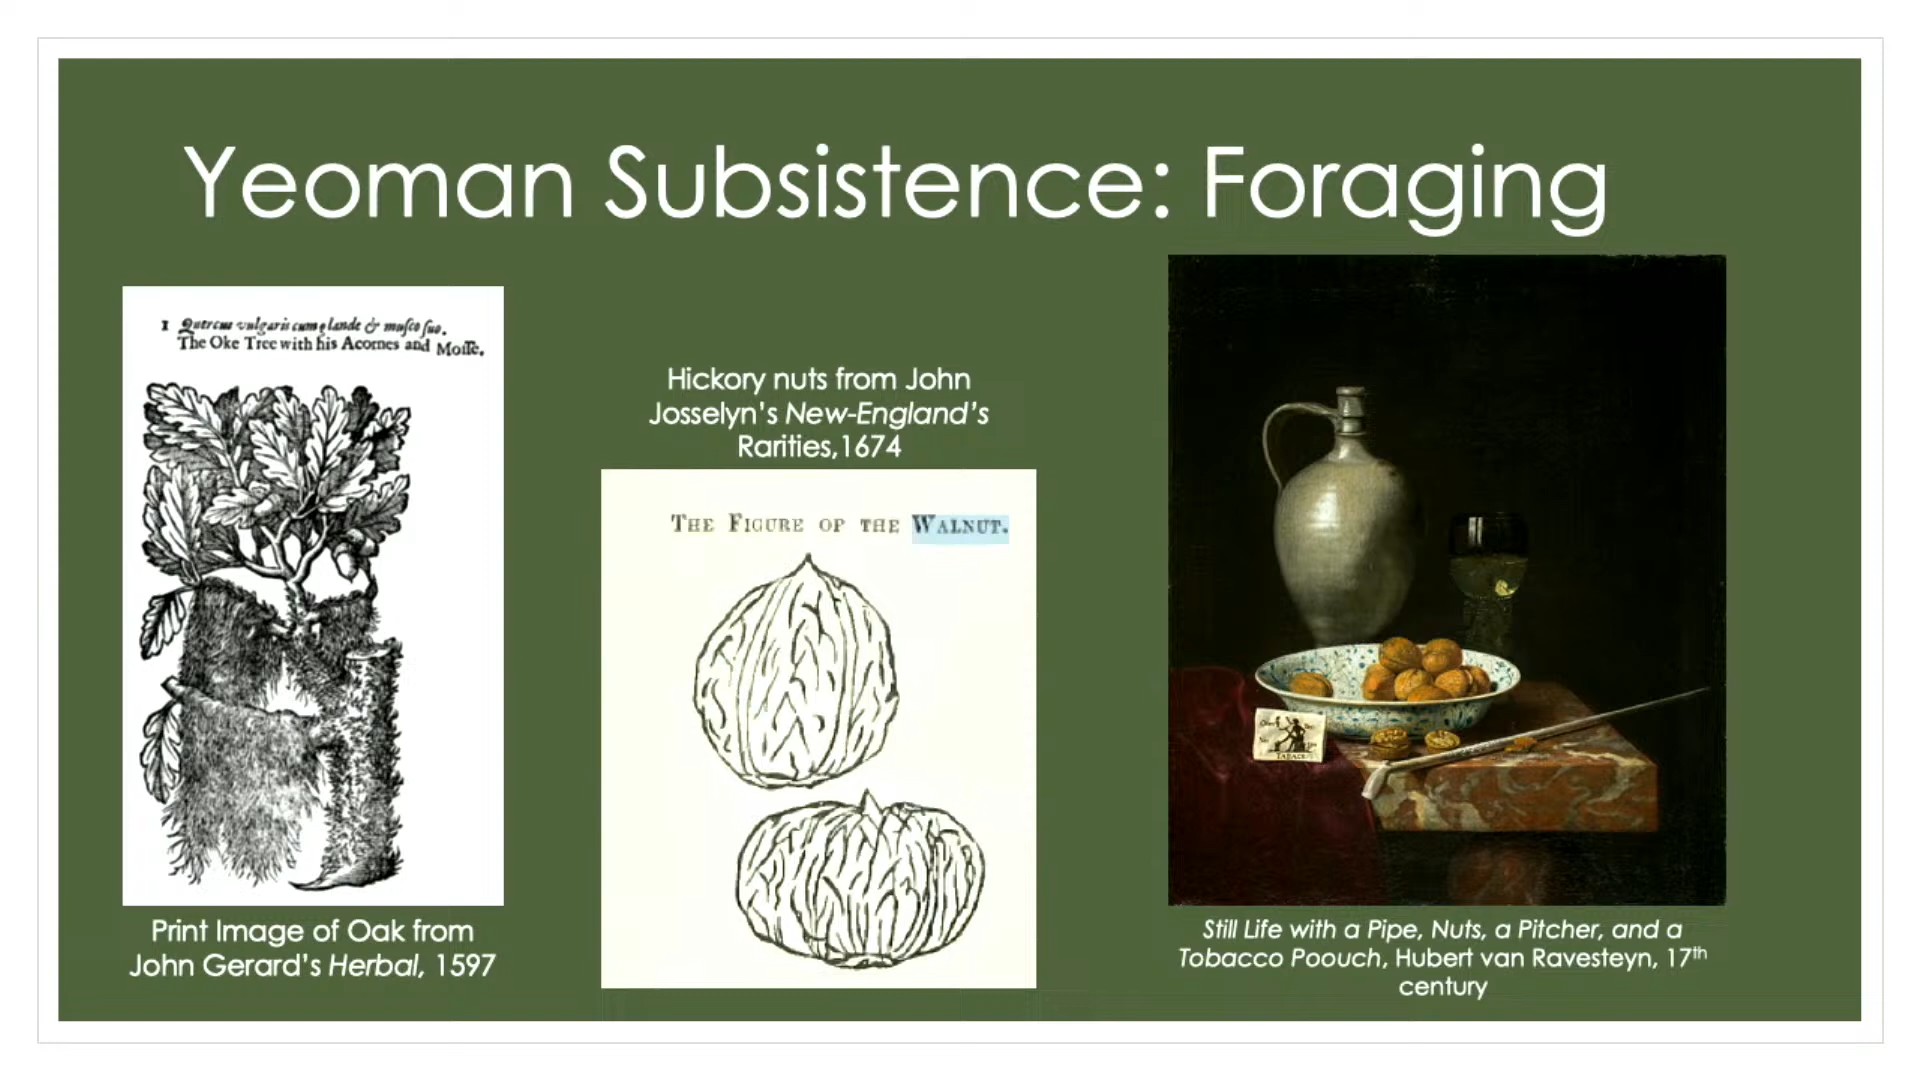 Yeoman Subsistence: Foraging
1 Quercus vulgaris cum glande & musco suo.
The Oke Tree with his Acornes and Mosse.
Print Image of Oak from
John Gerard’s Herbal, 1597
Hickory nuts from John
Josselyn’s New-England’s
Rarities,1674
THE FIGURE OF THE WALNUT.
TABACK
Still Life with a Pipe, Nuts, a Pitcher, and a
Tobacco Poouch, Hubert van Ravesteyn, 17th
century